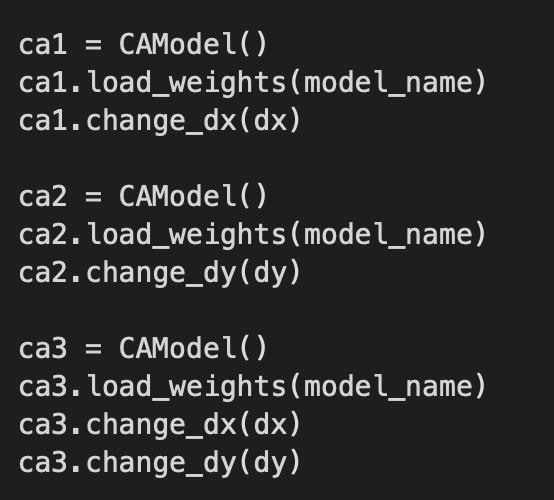 ca1 = CAModel()
ca1.load_weights(model_name)
ca1.change_dx(dx)
ca2 = CAModel()
ca2.load_weights(model_name)
ca2.change_dy(dy)
ca3 = CAModel()
ca3.load_weights(model_name)
ca3.change_dx(dx)
ca3.change_dy(dy)